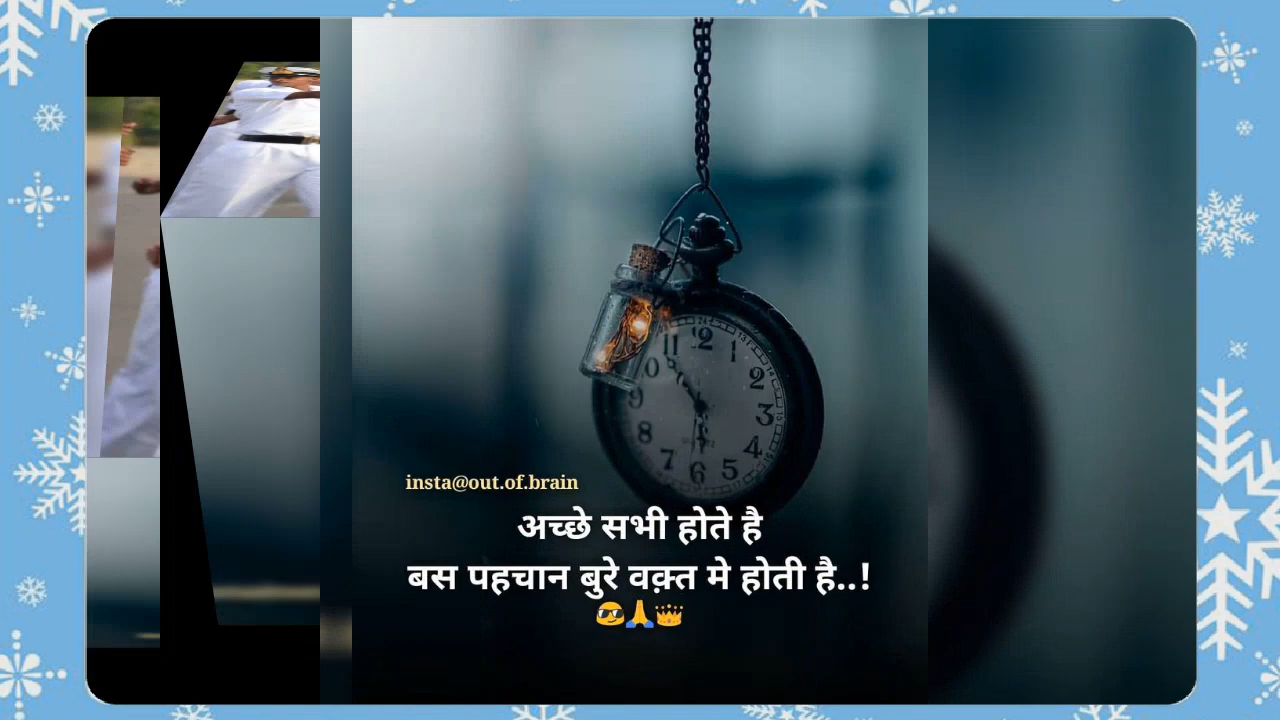 insta@out.of.brain
अच्छे सभी होते है
बस पहचान बुरे वक़्त मे होती है..!
😎🙏👑